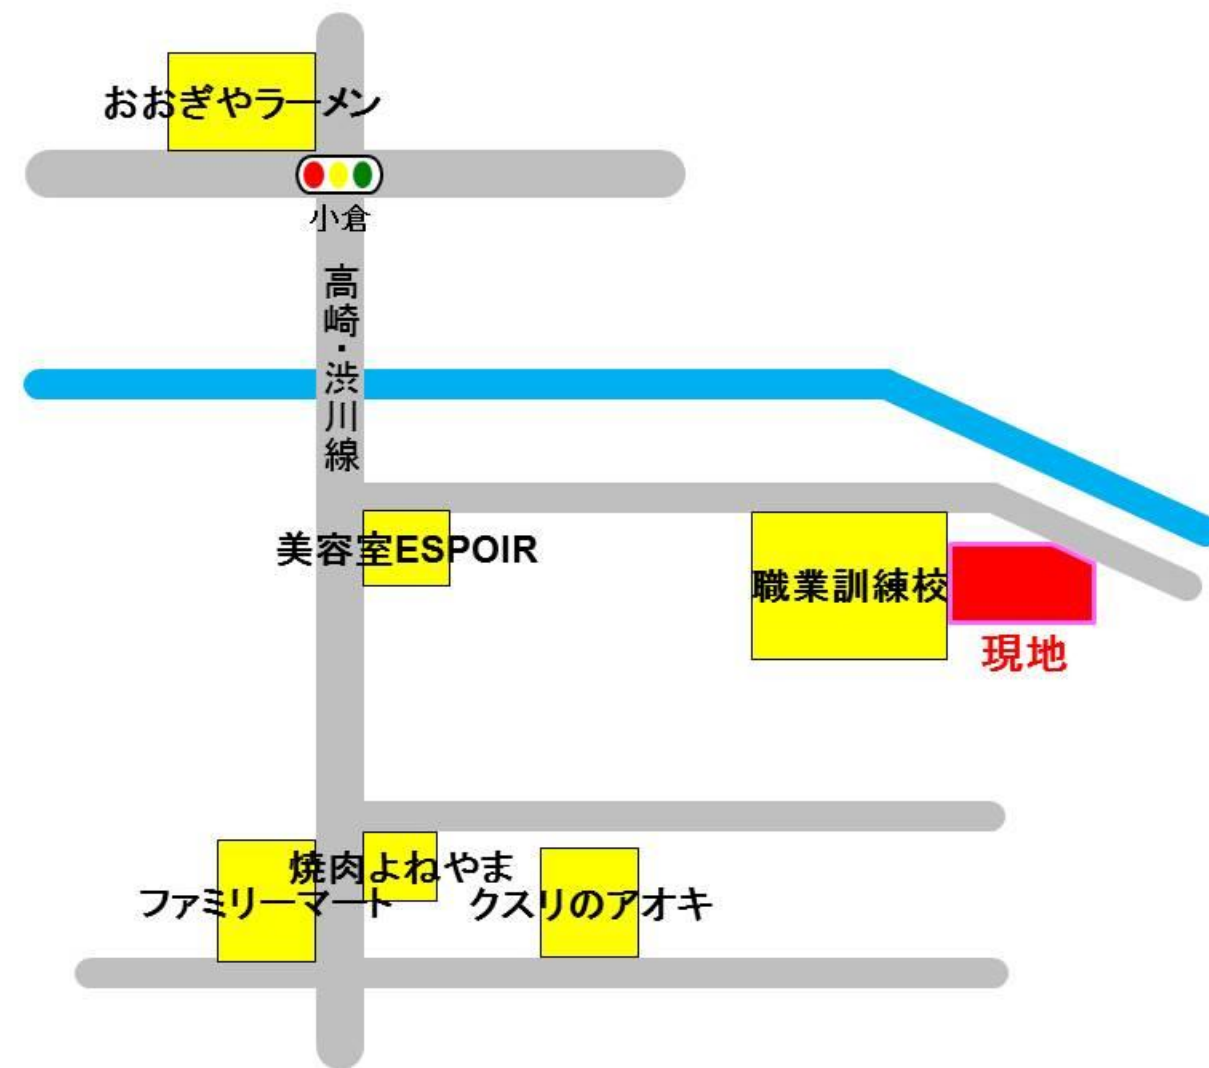 おおぎやラーメン
小倉
高崎・渋川線
美容室ESPOIR
職業訓練校
現地
焼肉よねやま
ファミリーマート
クスリのアオキ